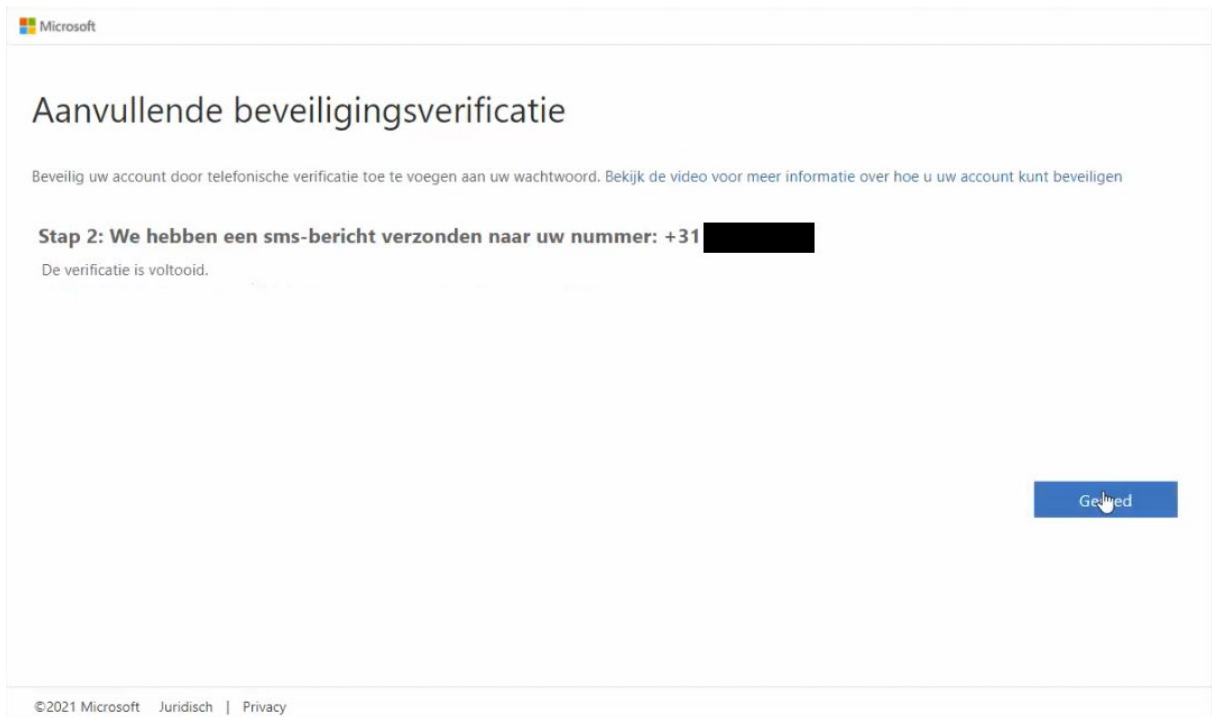 Microsoft
Aanvullende beveiligingsverificatie
Beveilig uw account door telefonische verificatie toe te voegen aan uw wachtwoord. Bekijk de video voor meer informatie over hoe u uw account kunt beveiligen
Stap 2: We hebben een sms-bericht verzonden naar uw nummer: +31
De verificatie is voltooid.
Gereed
©2021 Microsoft Juridisch | Privacy